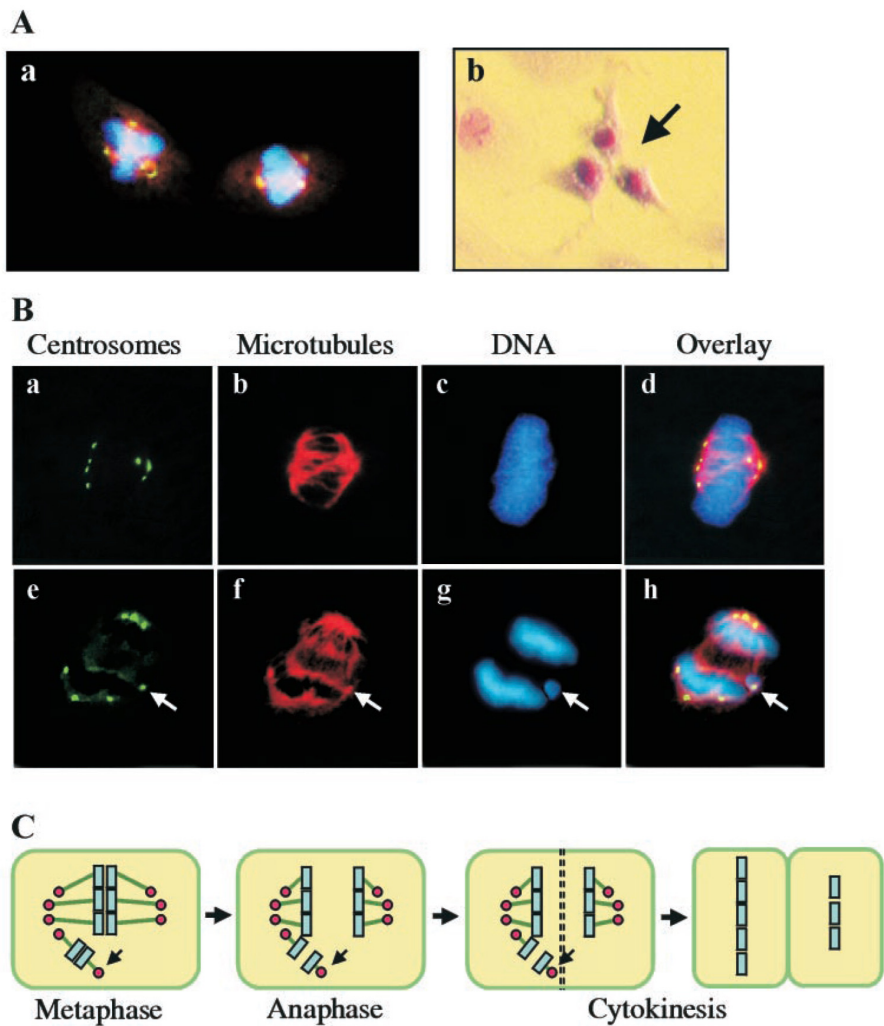 A
a
b
B
Centrosomes Microtubules DNA Overlay
a b c d
e f g h
C
Metaphase Anaphase Cytokinesis